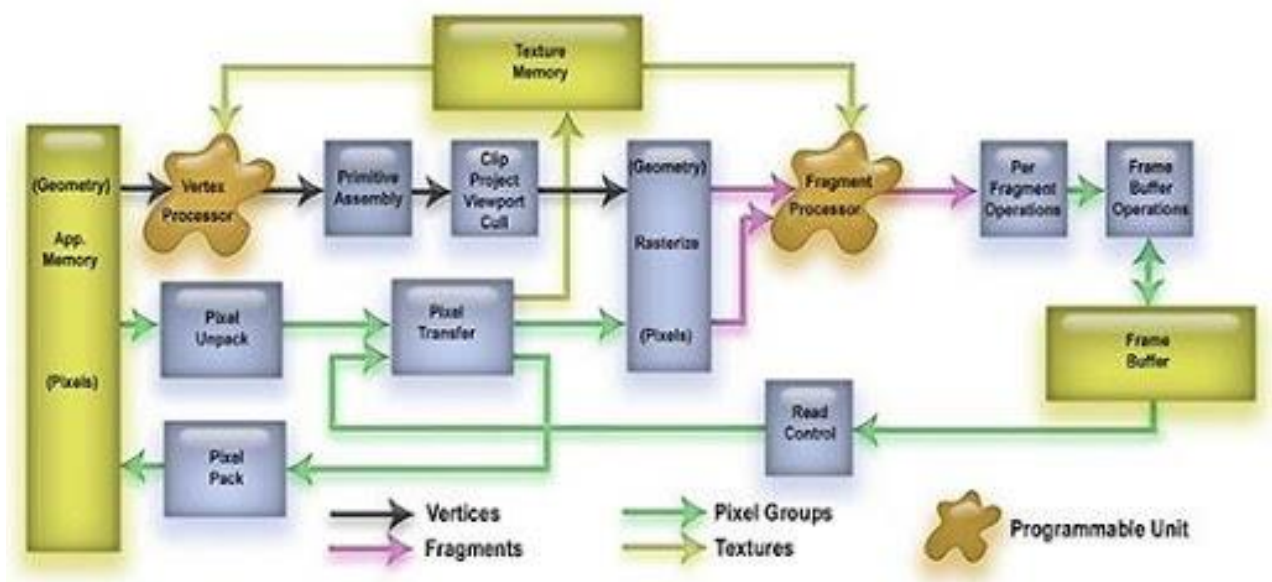 Texture
Memory
(Geometry)
App.
Memory
(Pixels)
Vertex
Processor
Primitive
Assembly
Clip
Project
Viewport
Cull
(Geometry)
Rasterize
(Pixels)
Fragment
Processor
Per
Fragment
Operations
Frame
Buffer
Operations
Pixel
Unpack
Pixel
Transfer
Frame
Buffer
Read
Control
Pixel
Pack
Vertices
Fragments
Pixel Groups
Textures
Programmable Unit